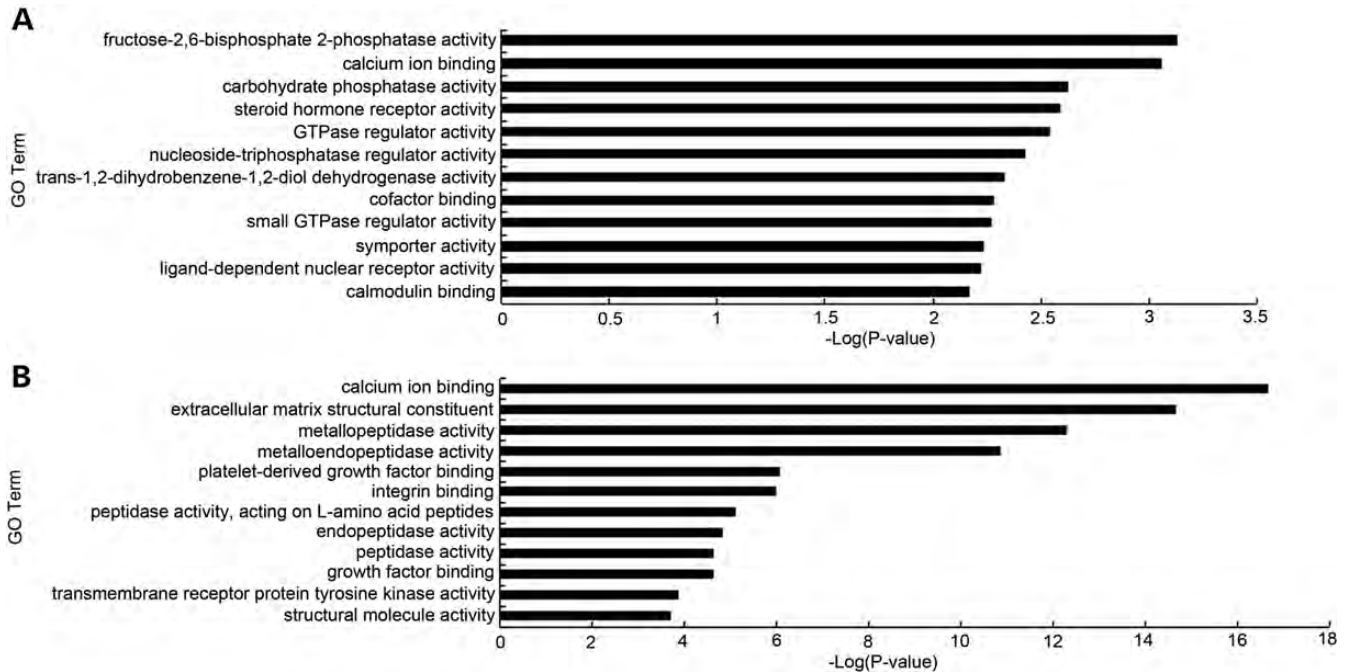 A
fructose-2,6-bisphosphate 2-phosphatase activity
calcium ion binding
carbohydrate phosphatase activity
steroid hormone receptor activity
GTPase regulator activity
nucleoside-triphosphatase regulator activity
trans-1,2-dihydrobenzene-1,2-diol dehydrogenase activity
cofactor binding
small GTPase regulator activity
symporter activity
ligand-dependent nuclear receptor activity
calmodulin binding
GO Term
0 0.5 1 1.5 2 2.5 3 3.5
-Log(P-value)
B
calcium ion binding
extracellular matrix structural constituent
metallopeptidase activity
metalloendopeptidase activity
platelet-derived growth factor binding
integrin binding
peptidase activity, acting on L-amino acid peptides
endopeptidase activity
peptidase activity
growth factor binding
transmembrane receptor protein tyrosine kinase activity
structural molecule activity
GO Term
0 2 4 6 8 10 12 14 16 18
-Log(P-value)